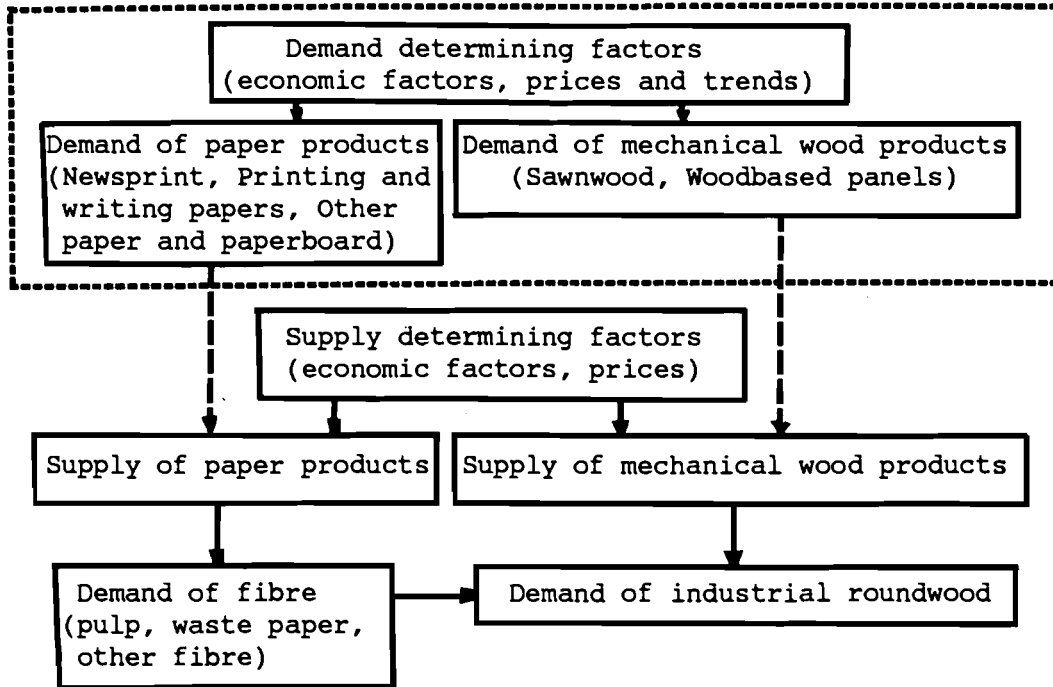 Demand determining factors
(economic factors, prices and trends)
Demand of paper products
(Newsprint, Printing and
writing papers, Other
paper and paperboard)
Demand of mechanical wood products
(Sawnwood, Woodbased panels)
Supply determining factors
(economic factors, prices)
Supply of paper products
Supply of mechanical wood products
Demand of fibre
(pulp, waste paper,
other fibre)
Demand of industrial roundwood